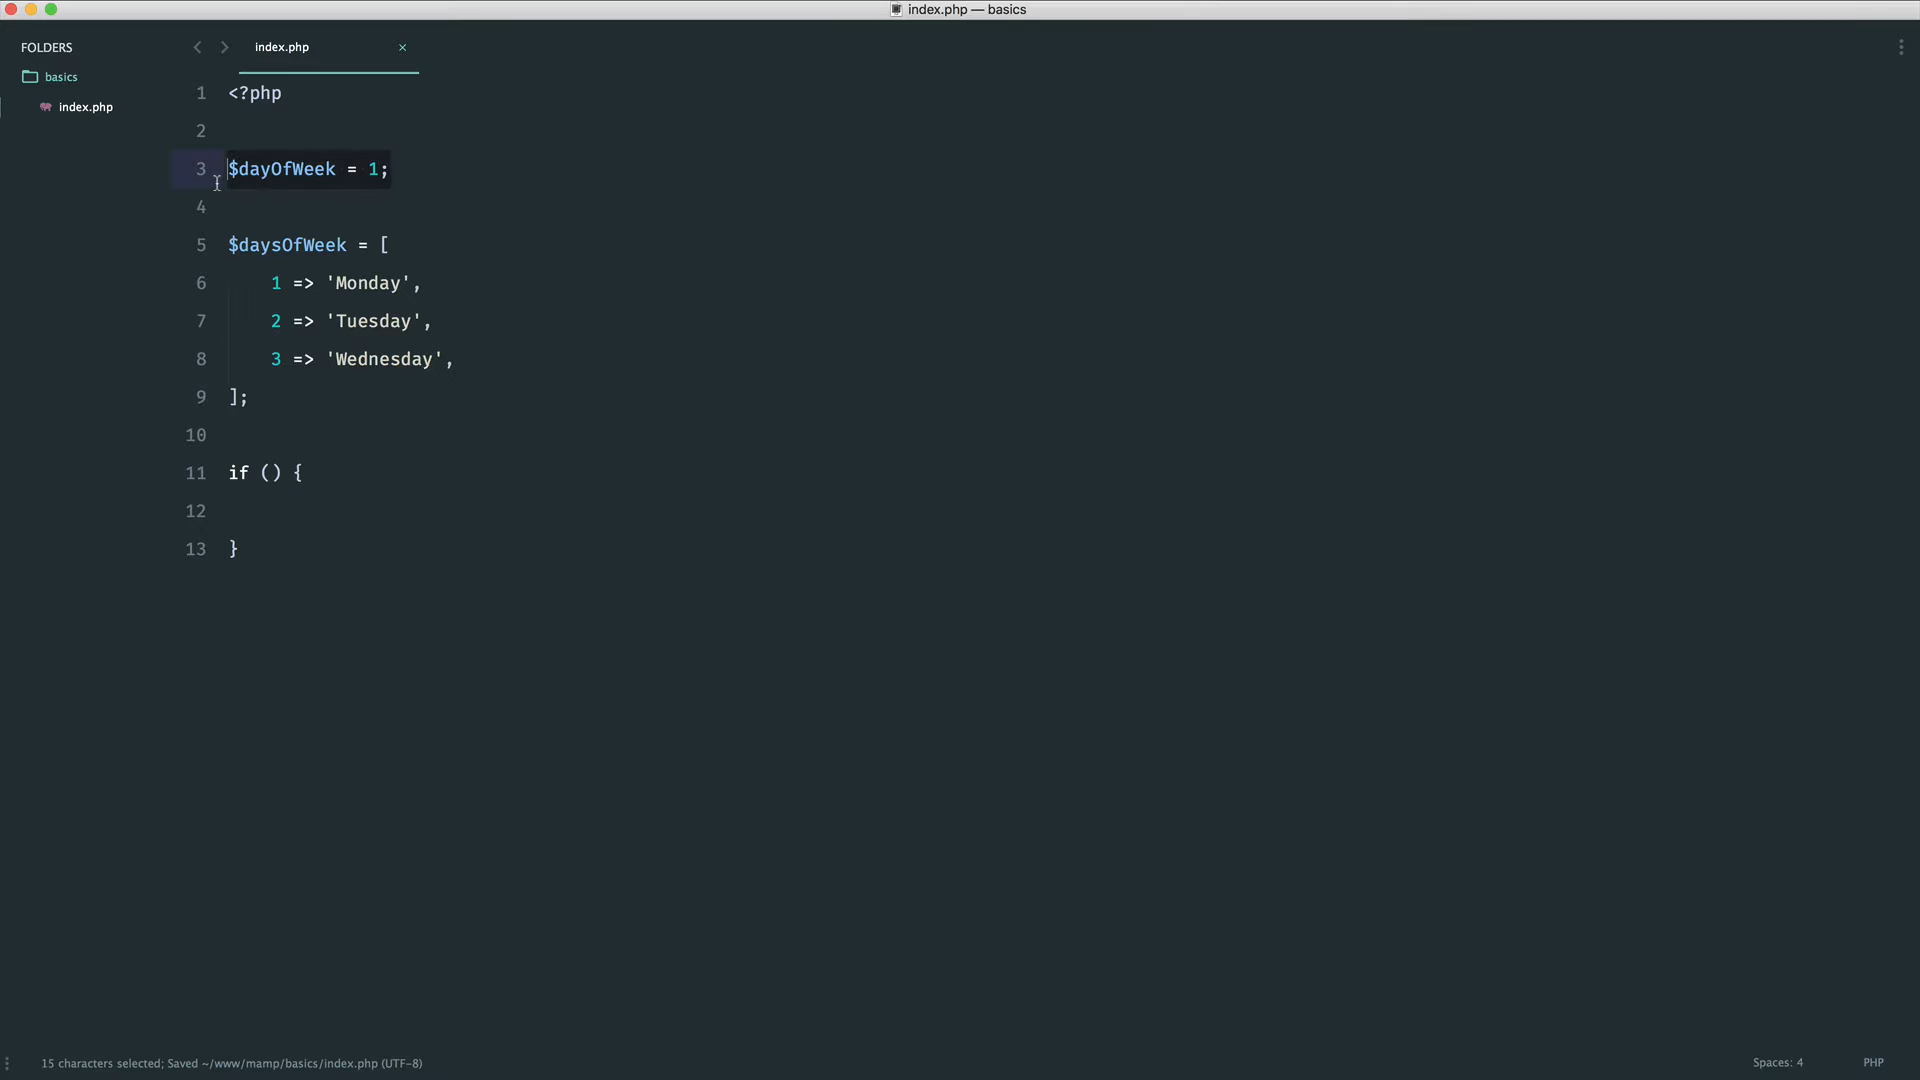 index.php — basics
FOLDERS
basics
index.php
index.php ×
1 <?php
2
3 $dayOfWeek = 1;
4
5 $daysOfWeek = [
6     1 => 'Monday',
7     2 => 'Tuesday',
8     3 => 'Wednesday',
9 ];
10
11 if () {
12
13 }
15 characters selected; Saved ~/www/mamp/basics/index.php (UTF-8)
Spaces: 4
PHP